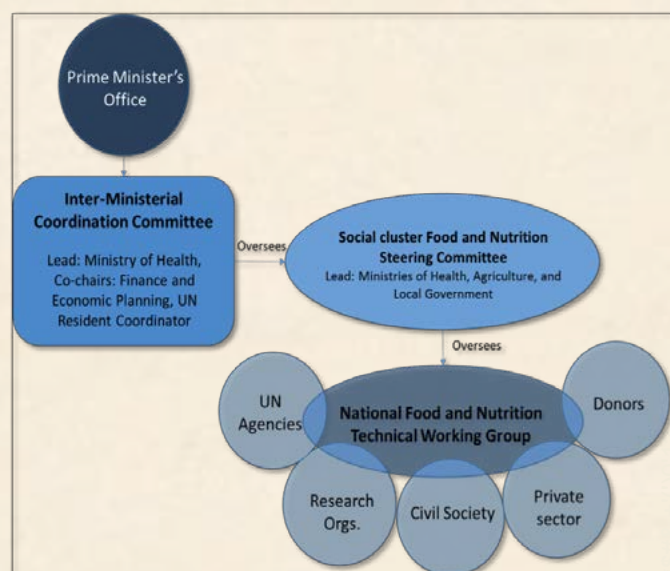 Prime Minister's
Office
Inter-Ministerial
Coordination Committee
Lead: Ministry of Health,
Co-chairs: Finance and
Economic Planning, UN
Resident Coordinator
Oversees
Social cluster Food and Nutrition
Steering Committee
Lead: Ministries of Health, Agriculture, and
Local Government
Oversees
UN
Agencies
National Food and Nutrition
Technical Working Group
Donors
Research
Orgs.
Civil Society
Private
sector